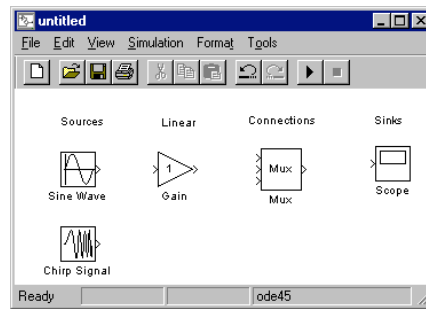 untitled
File Edit View Simulation Format Tools
Sources Linear Connections Sinks
1 Mux
Sine Wave Gain Mux Scope
Chirp Signal
Ready ode45